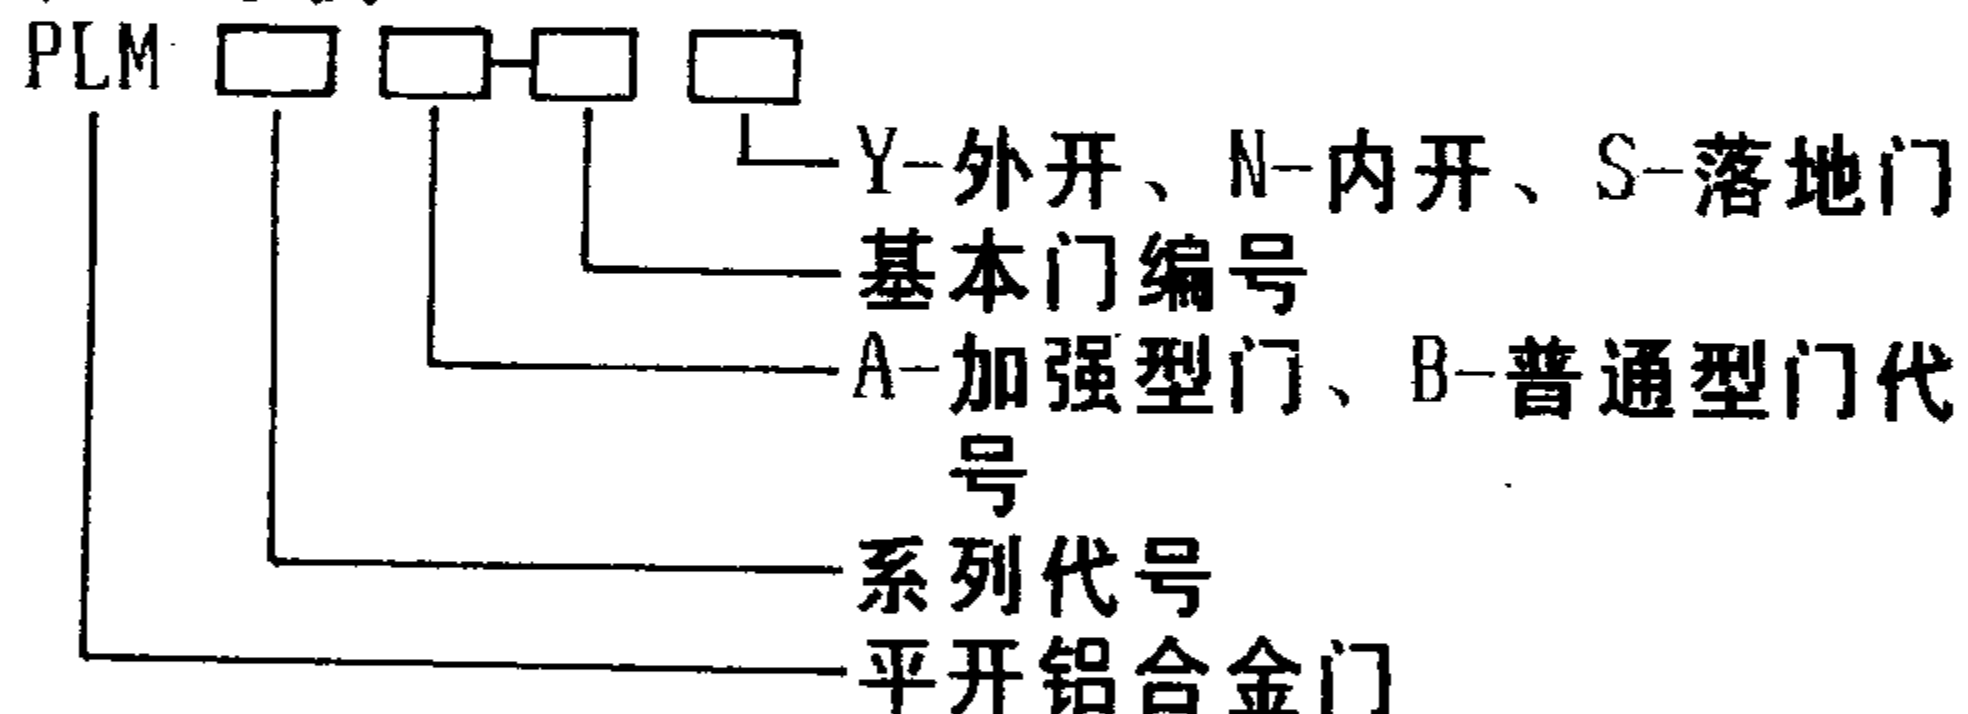 PLM □ □-□ □
Y-外开、N-内开、S-落地门
基本门编号
A-加强型门、B-普通型门代
号
系列代号
平开铝合金门